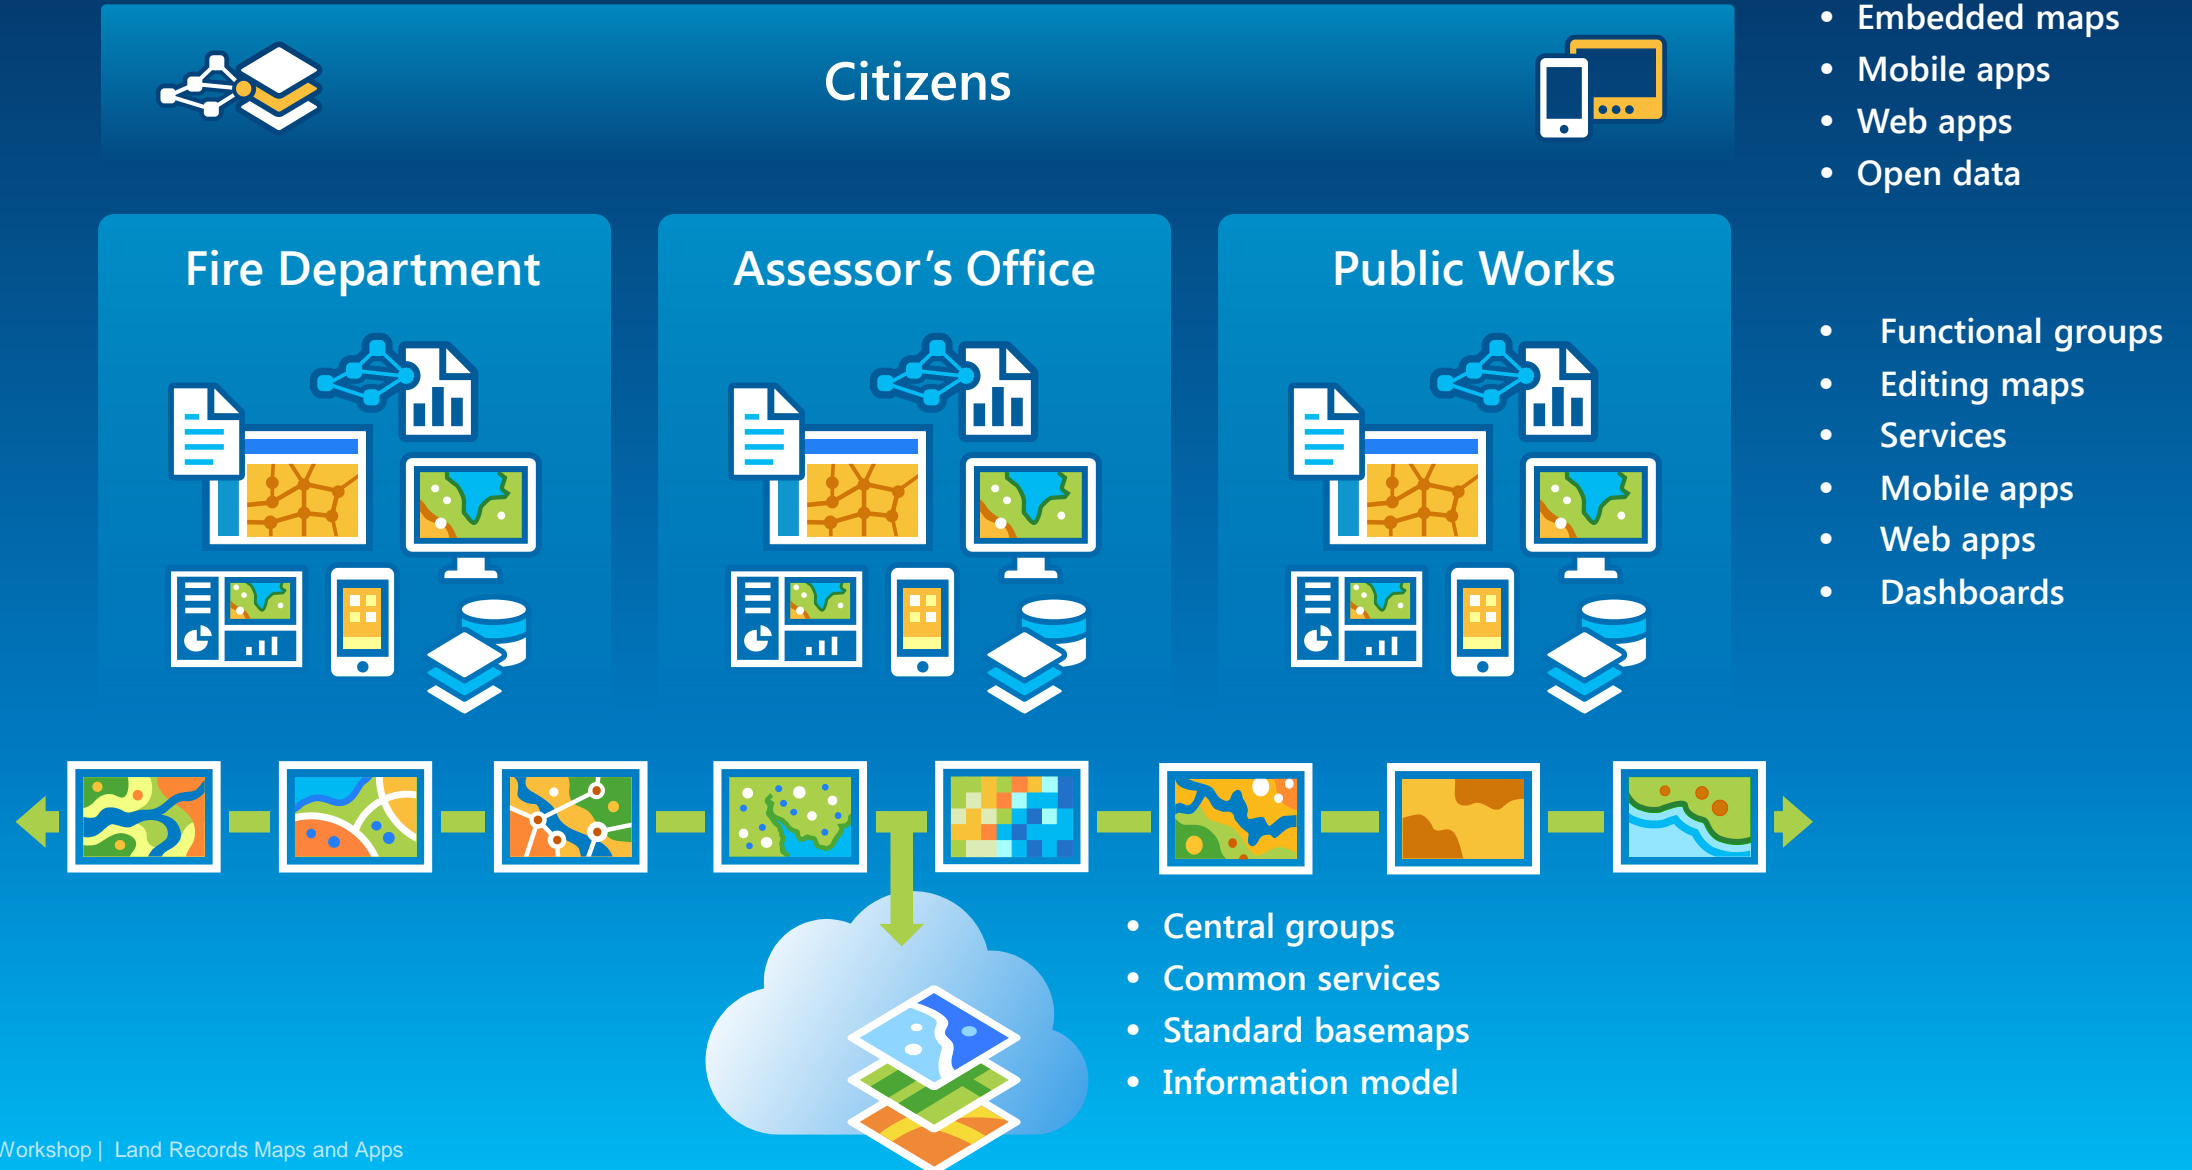 Citizens
• Embedded maps
• Mobile apps
• Web apps
• Open data
Fire Department
Assessor’s Office
Public Works
• Functional groups
• Editing maps
• Services
• Mobile apps
• Web apps
• Dashboards
• Central groups
• Common services
• Standard basemaps
• Information model
Workshop | Land Records Maps and Apps